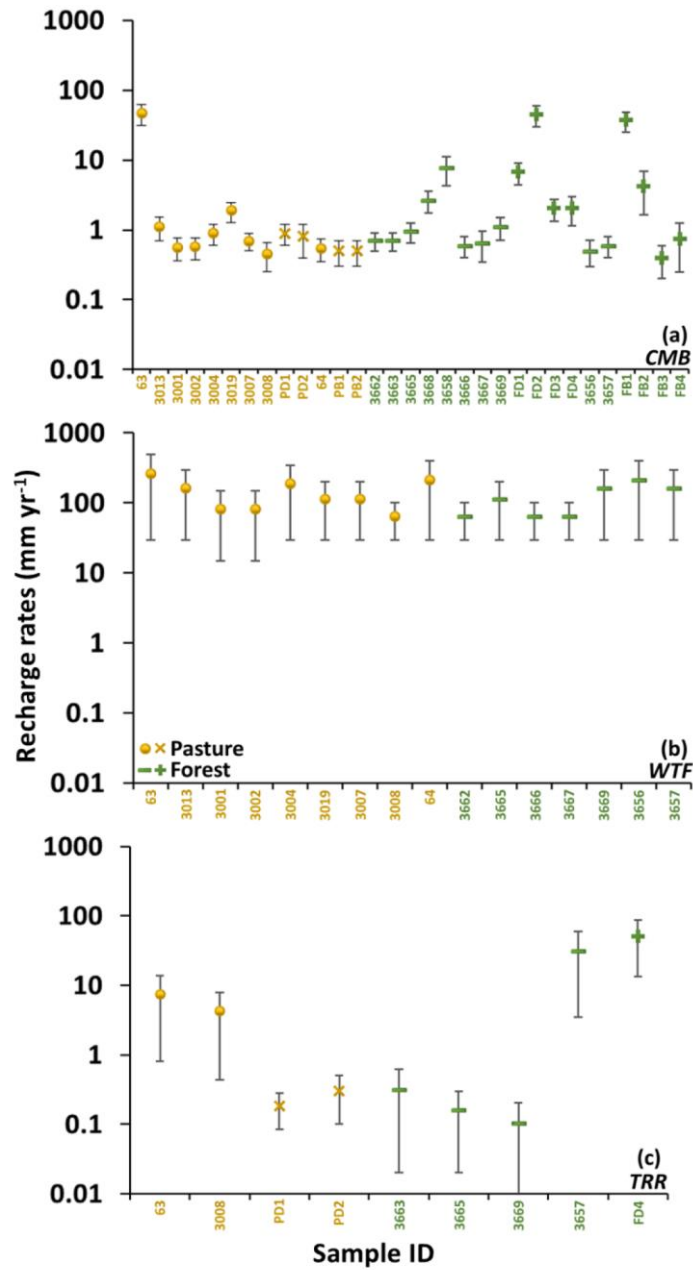 1000
100
10
1
0.1
0.01
(a)
CMB
63 3013 3001 3002 3004 3019 3007 3008 PD1 PD2 64 PB1 PB2 3662 3663 3665 3668 3658 3666 3667 3669 FD1 FD2 FD3 FD4 3656 3657 FB1 FB2 FB3 FB4
Recharge rates (mm yr⁻¹)
1000
100
10
1
0.1
0.01
Pasture
Forest
(b)
WTF
63 3013 3001 3002 3004 3019 3007 3008 64 3662 3665 3666 3667 3669 3656 3657
1000
100
10
1
0.1
0.01
(c)
TRR
63 3008 PD1 PD2 3663 3665 3669 3657 FD4
Sample ID